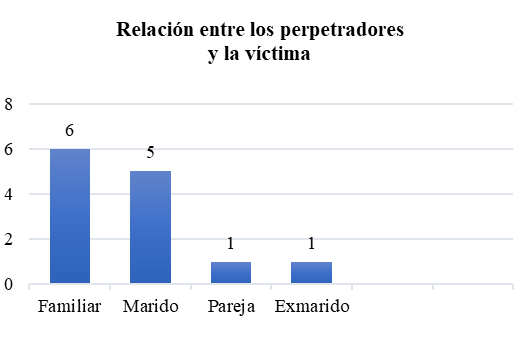 Relación entre los perpetradores
y la víctima
8
6
4
2
0
6
5
1
1
Familiar
Marido
Pareja
Exmarido